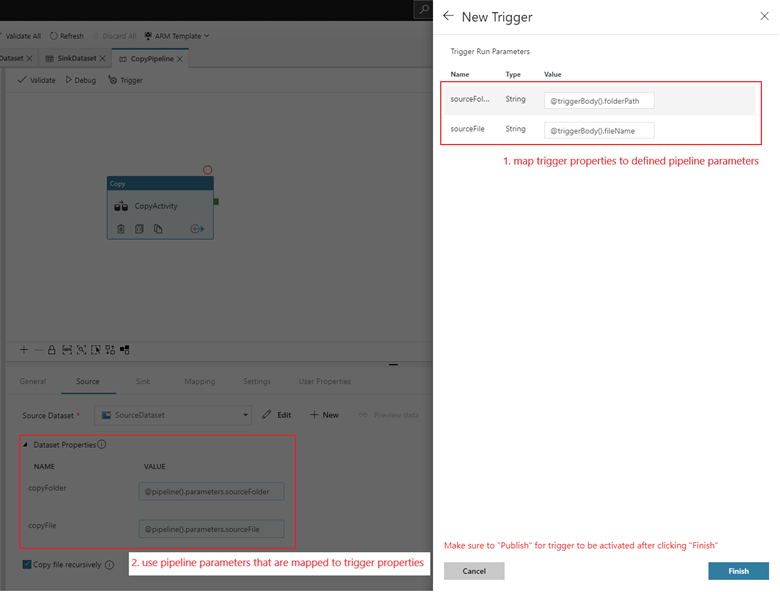 Validate All Refresh Discard All ARM Template
Dataset SinkDataset CopyPipeline
Validate Debug Trigger
Copy
CopyActivity
General Source Sink Mapping Settings User Properties
Source Dataset * SourceDataset Edit New Preview data
Dataset Properties
NAME VALUE
copyFolder @pipeline().parameters.sourceFolder
copyFile @pipeline().parameters.sourceFile
Copy file recursively
2. use pipeline parameters that are mapped to trigger properties
New Trigger
Trigger Run Parameters
Name Type Value
sourceFol... String @triggerBody().folderPath
sourceFile String @triggerBody().fileName
1. map trigger properties to defined pipeline parameters
Make sure to "Publish" for trigger to be activated after clicking "Finish"
Cancel Finish